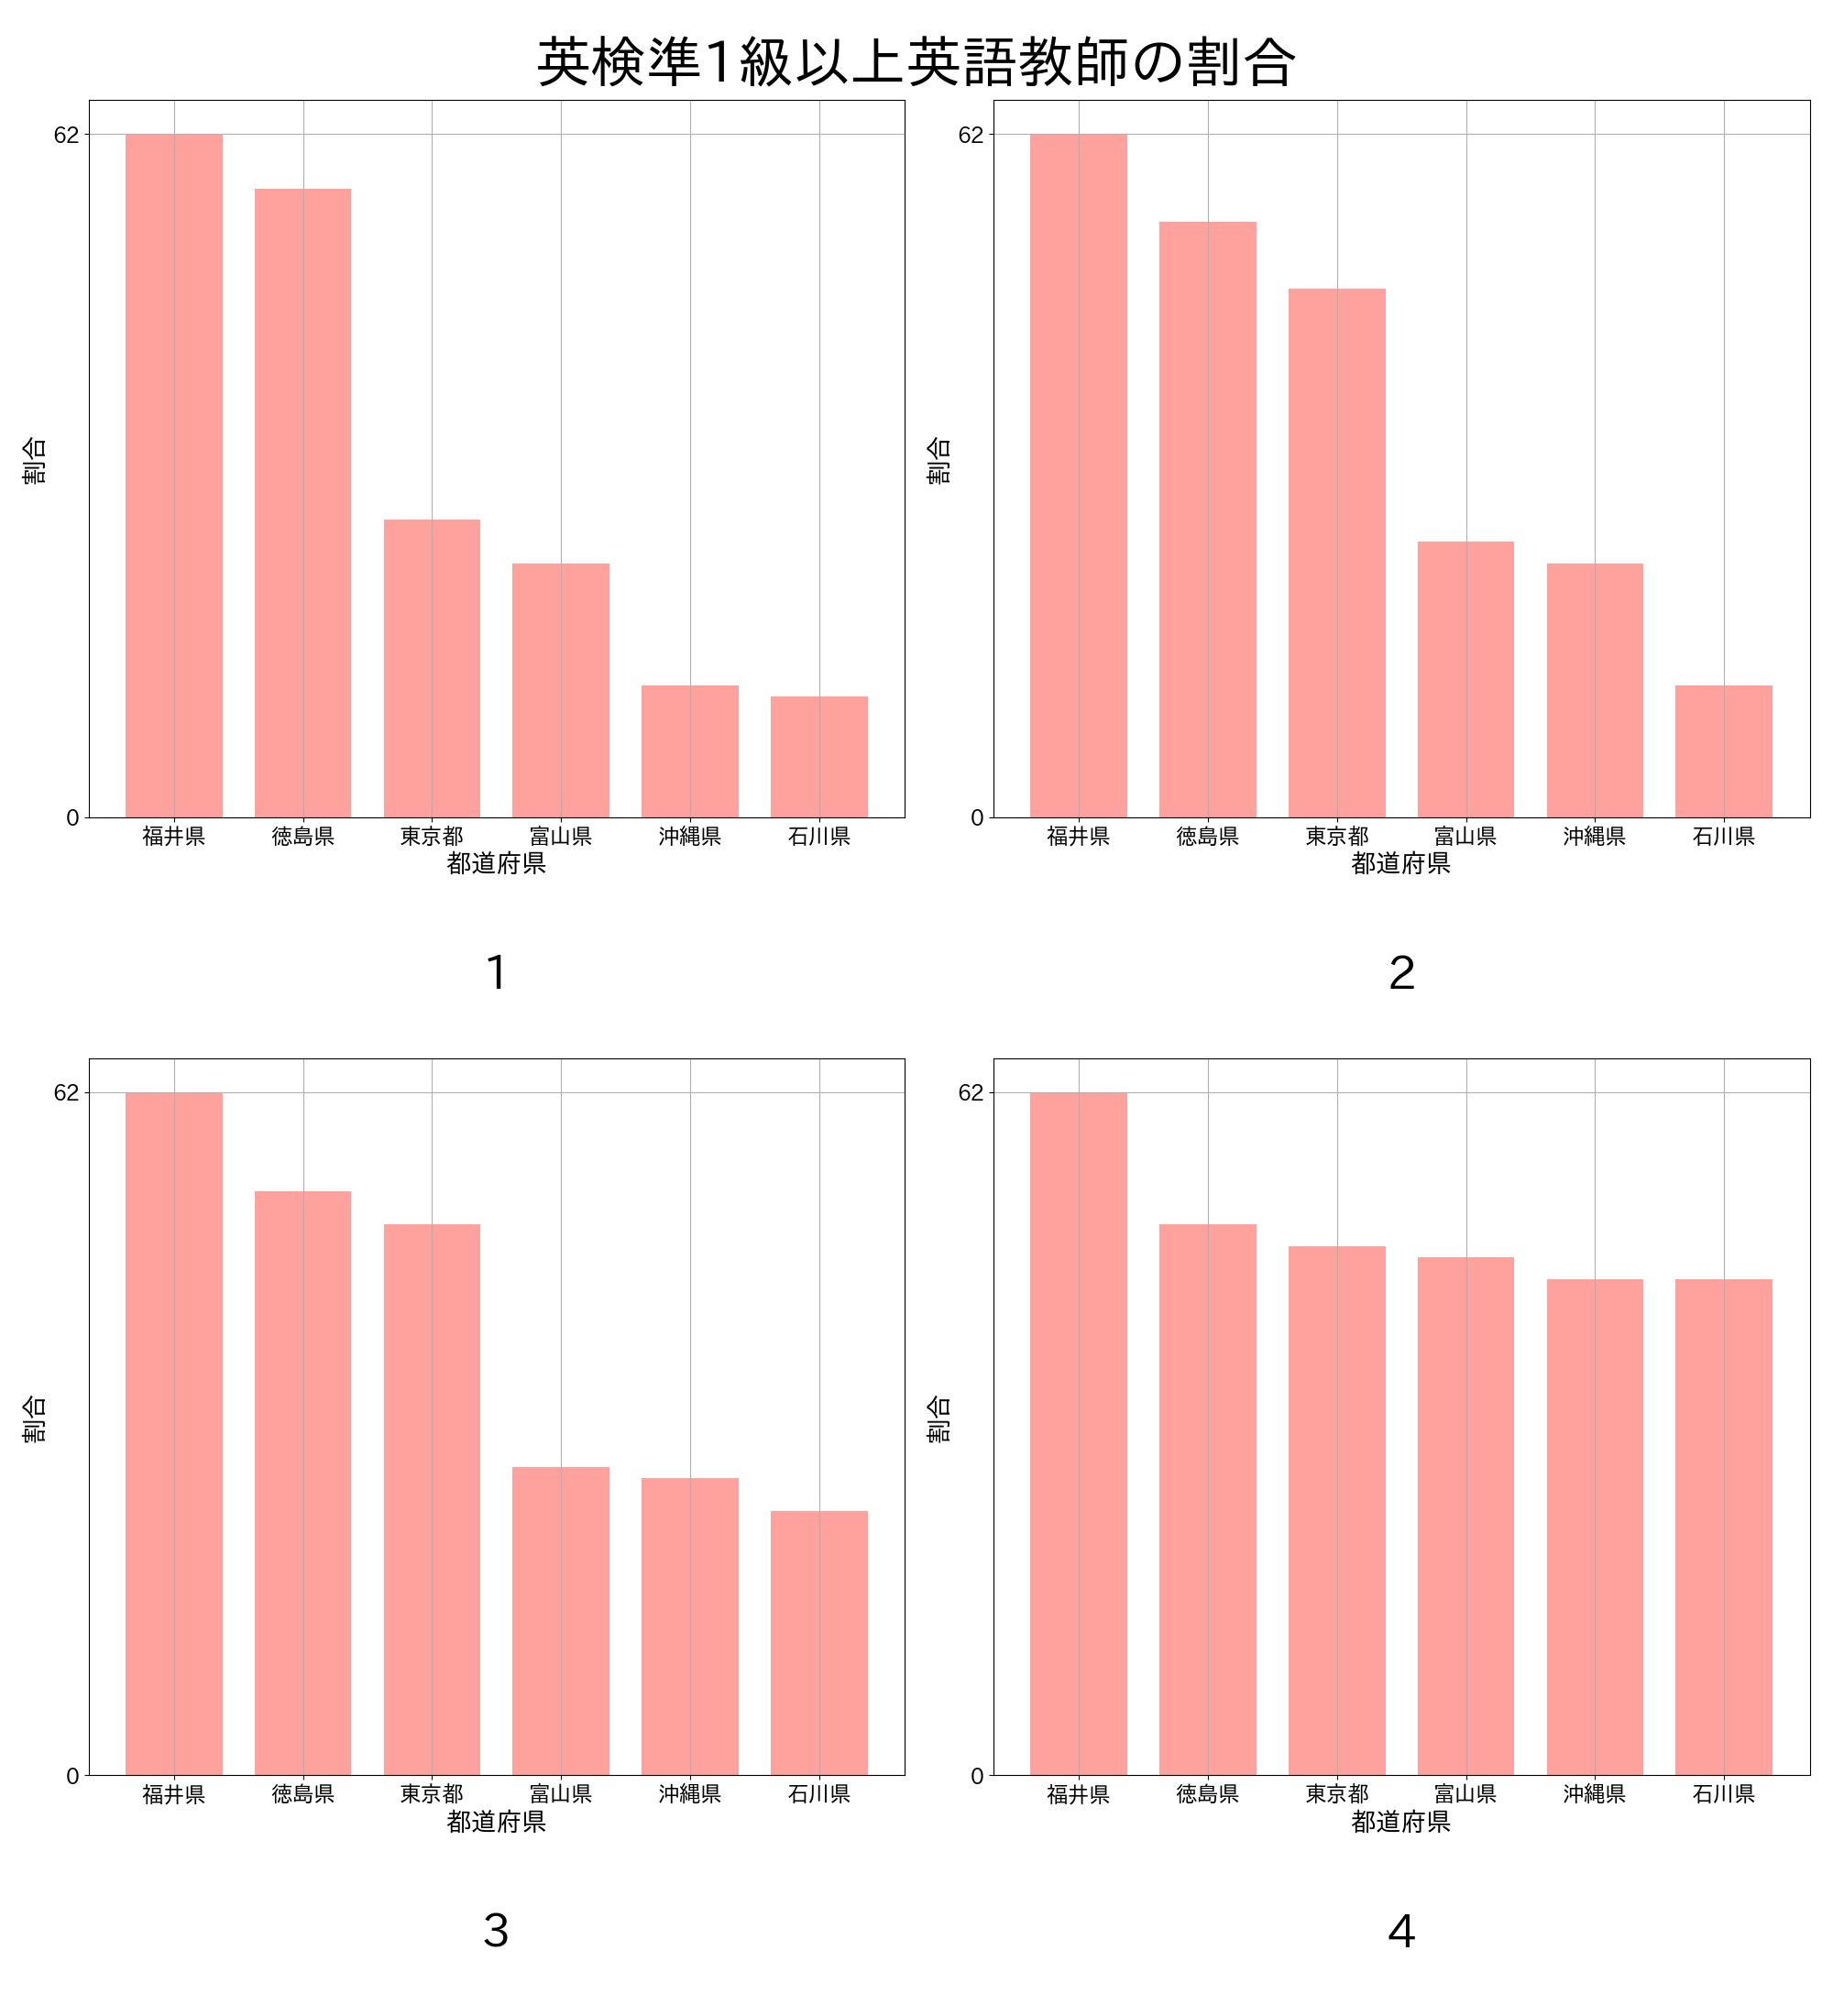 英検準1級以上英語教師の割合
62
0
割合
福井県 徳島県 東京都 富山県 沖縄県 石川県
都道府県
1
62
0
割合
福井県 徳島県 東京都 富山県 沖縄県 石川県
都道府県
2
62
0
割合
福井県 徳島県 東京都 富山県 沖縄県 石川県
都道府県
3
62
0
割合
福井県 徳島県 東京都 富山県 沖縄県 石川県
都道府県
4